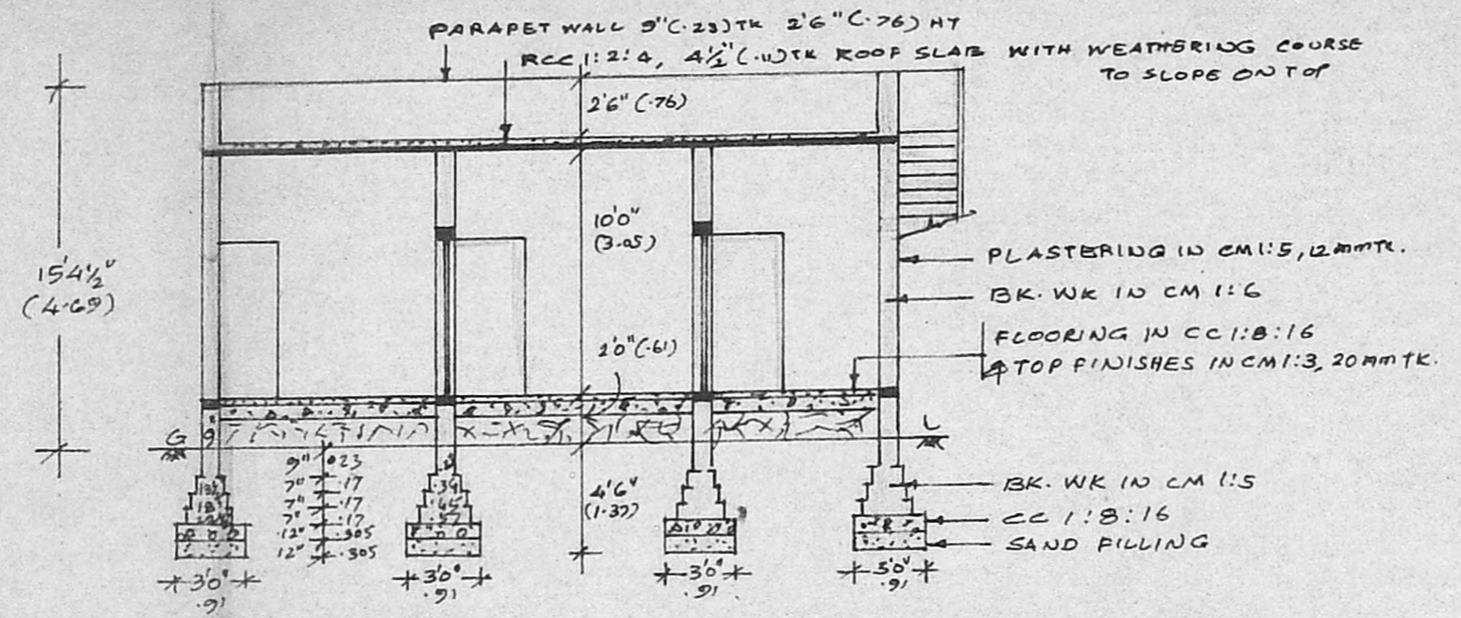 PARAPET WALL 9"(.23)TK 2'6"(.76) HT
RCC 1:2:4, 4½"(.11)TK ROOF SLAB WITH WEATHERING COURSE
TO SLOPE ON TOP
2'6"(.76)
10'0"
(3.05)
15'4½"
(4.69)
2'0"(.61)
PLASTERING IN CM 1:5, 12mm TK.
BK. WK IN CM 1:6
FLOORING IN CC 1:8:16
TOP FINISHES IN CM 1:3, 20mm TK.
G
9"
L
9" .23
7" .17
7" .17
7" .17
12" .305
12" .305
4'6"
(1.37)
BK. WK IN CM 1:5
CC 1:8:16
SAND FILLING
3'0"
.91
3'0"
.91
3'0"
.91
3'0"
.91